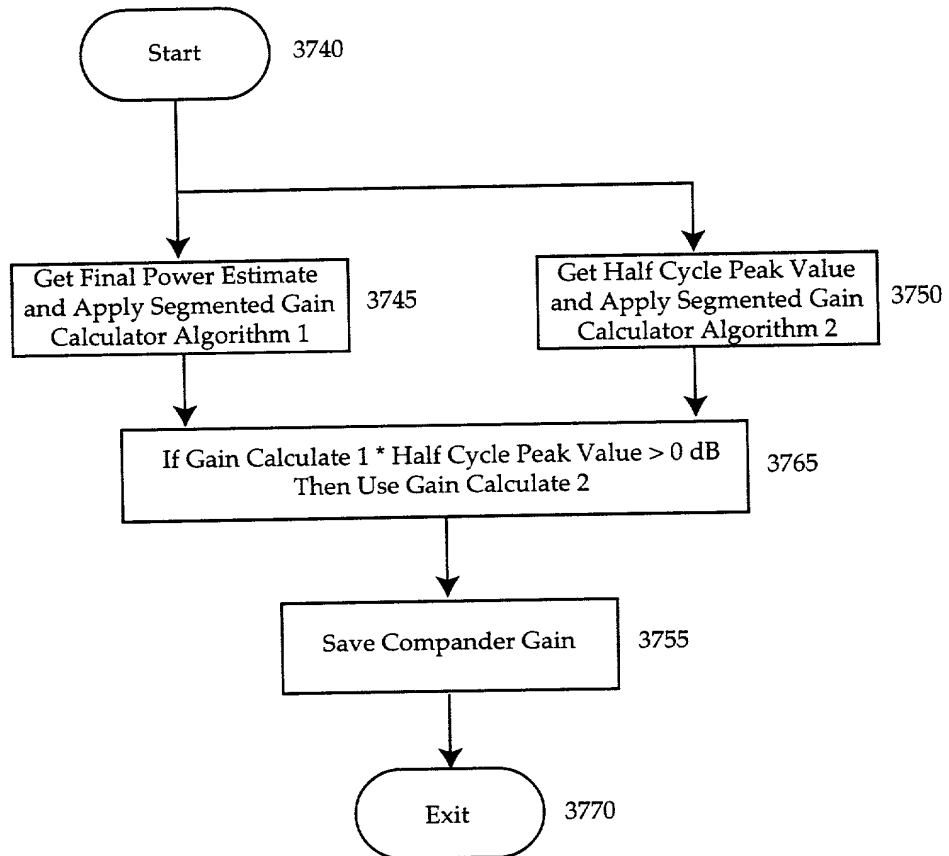 Start
3740
Get Final Power Estimate
and Apply Segmented Gain
Calculator Algorithm 1
3745
Get Half Cycle Peak Value
and Apply Segmented Gain
Calculator Algorithm 2
3750
If Gain Calculate 1 * Half Cycle Peak Value > 0 dB
Then Use Gain Calculate 2
3765
Save Compander Gain
3755
Exit
3770